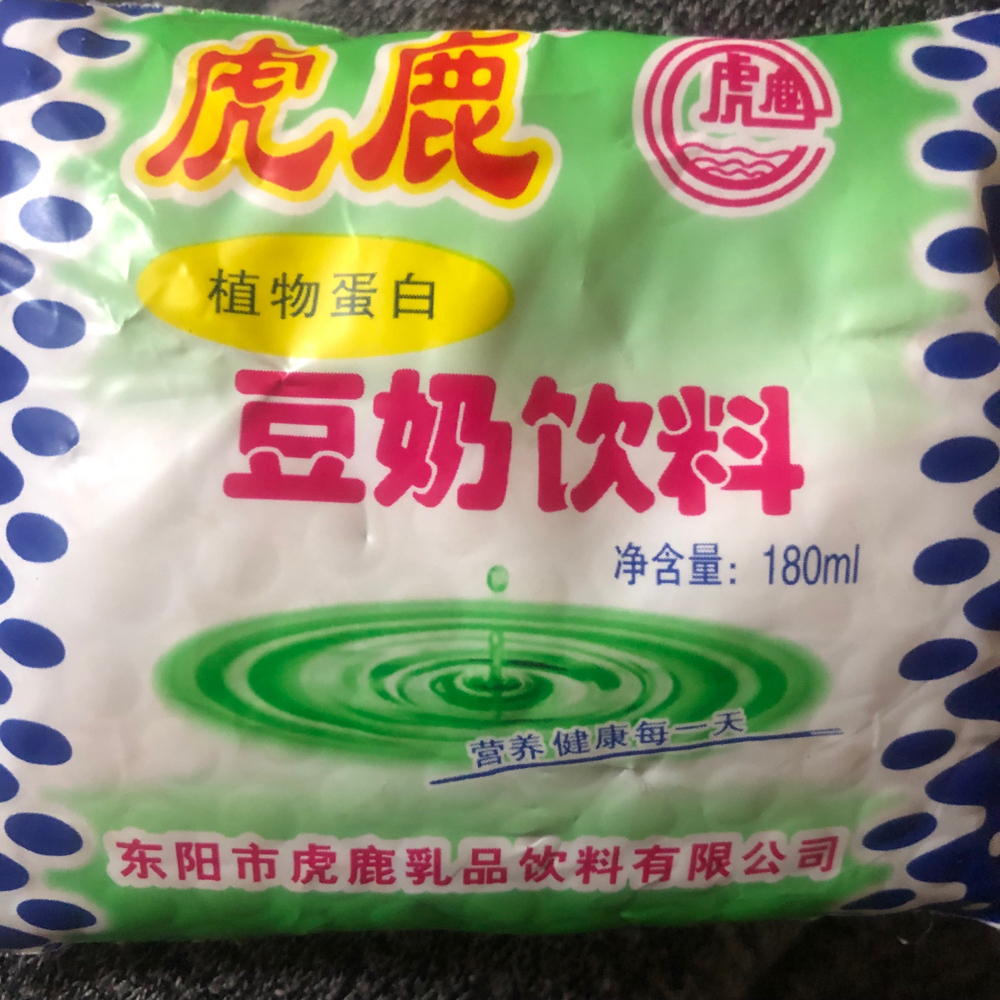 虎鹿
虎鹿
植物蛋白
豆奶饮料
净含量：180ml
营养健康每一天
东阳市虎鹿乳品饮料有限公司